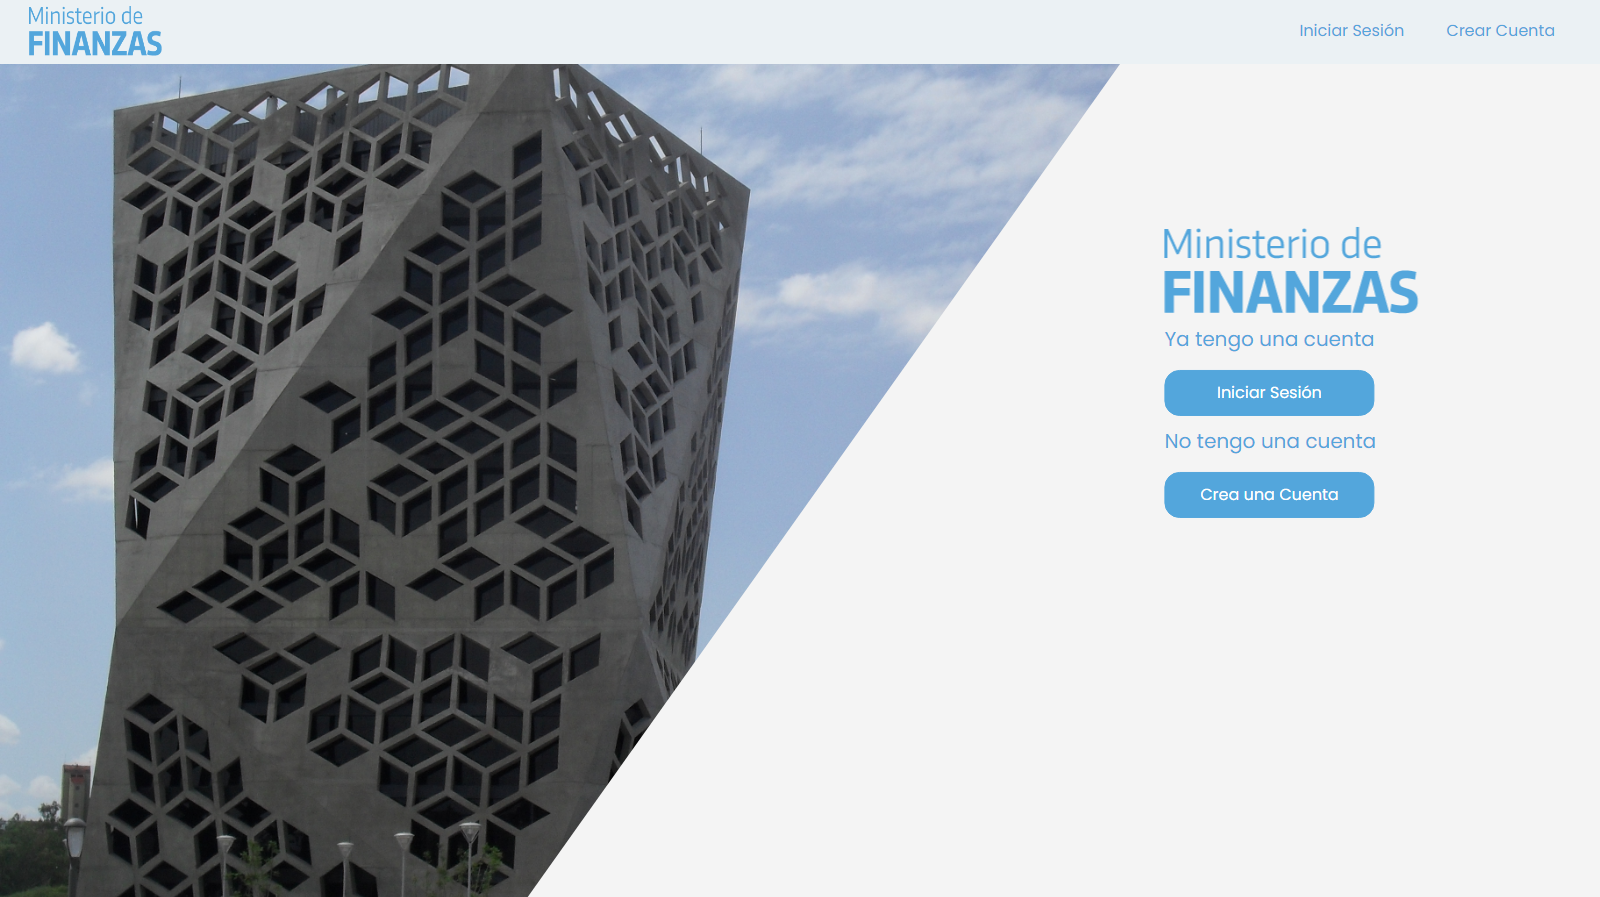 Ministerio de
FINANZAS
Iniciar Sesión
Crear Cuenta
Ministerio de
FINANZAS
Ya tengo una cuenta
Iniciar Sesión
No tengo una cuenta
Crea una Cuenta